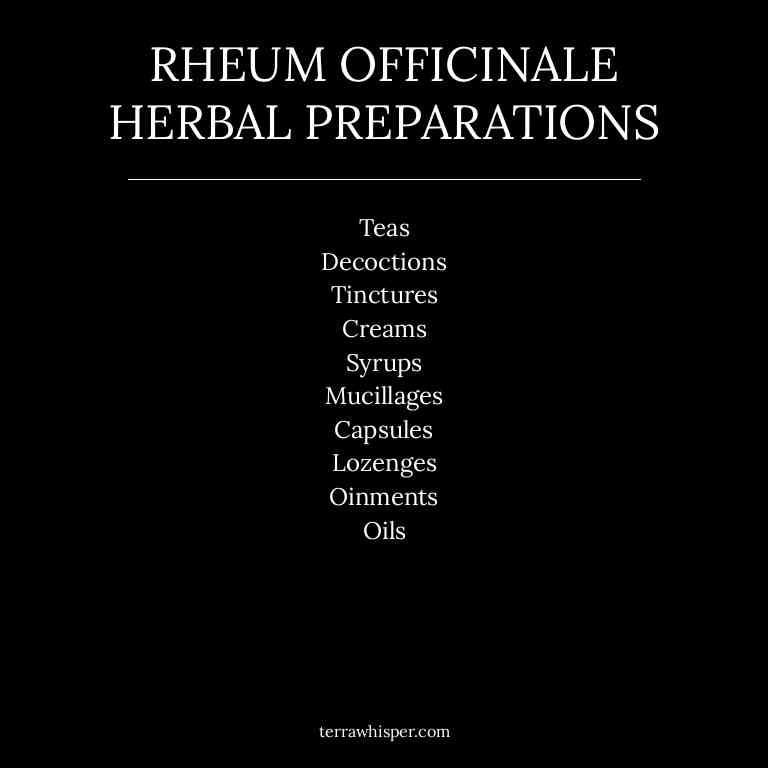 RHEUM OFFICINALE
HERBAL PREPARATIONS
Teas
Decoctions
Tinctures
Creams
Syrups
Mucillages
Capsules
Lozenges
Oinments
Oils
terrawhisper.com